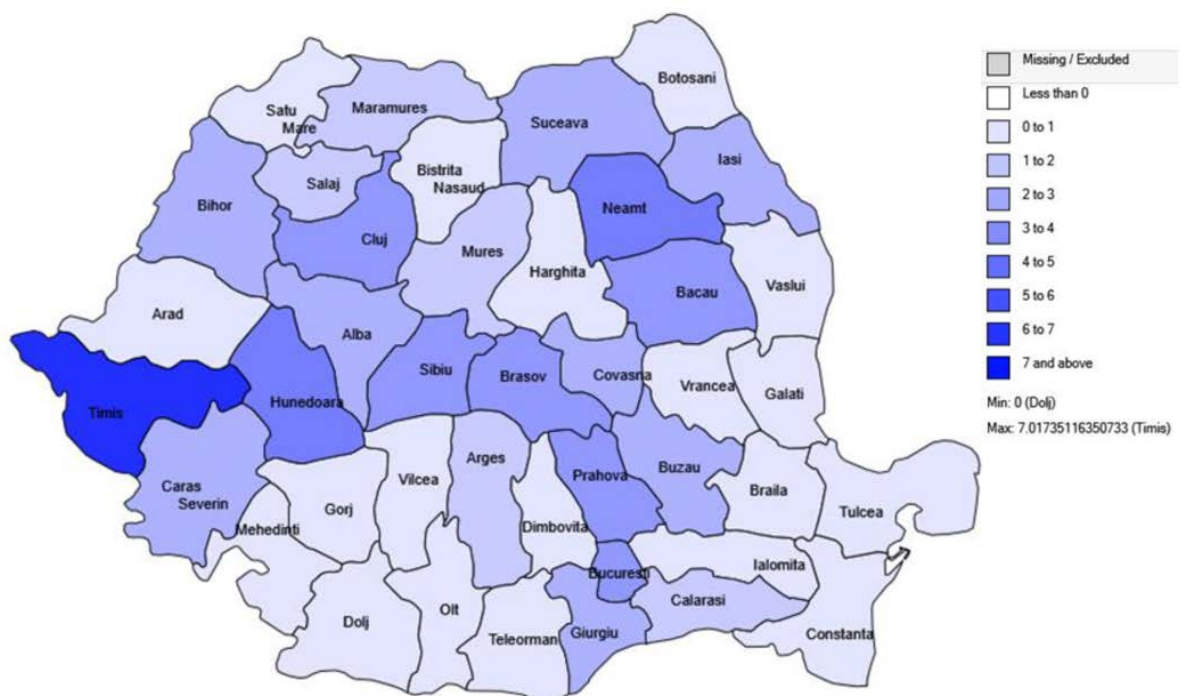 Botosani
Satu
Mare
Maramures
Suceava
Iasi
Salaj
Bistrita
Nasaud
Bihor
Cluj
Neamt
Mures
Harghita
Bacau
Vaslui
Arad
Alba
Sibiu
Brasov
Covasna
Vrancea
Galati
Timis
Hunedoara
Caras
Severin
Arges
Vilcea
Prahova
Buzau
Braila
Tulcea
Gorj
Mehedinti
Dimbovita
Bucuresti
Ialomita
Calarasi
Dolj
Olt
Teleorman
Giurgiu
Constanta
Missing / Excluded
Less than 0
0 to 1
1 to 2
2 to 3
3 to 4
4 to 5
5 to 6
6 to 7
7 and above
Min: 0 (Dolj)
Max: 7.01735116350733 (Timis)